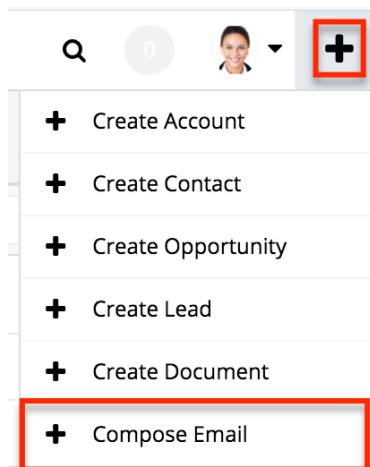 0
Create Account
Create Contact
Create Opportunity
Create Lead
Create Document
Compose Email